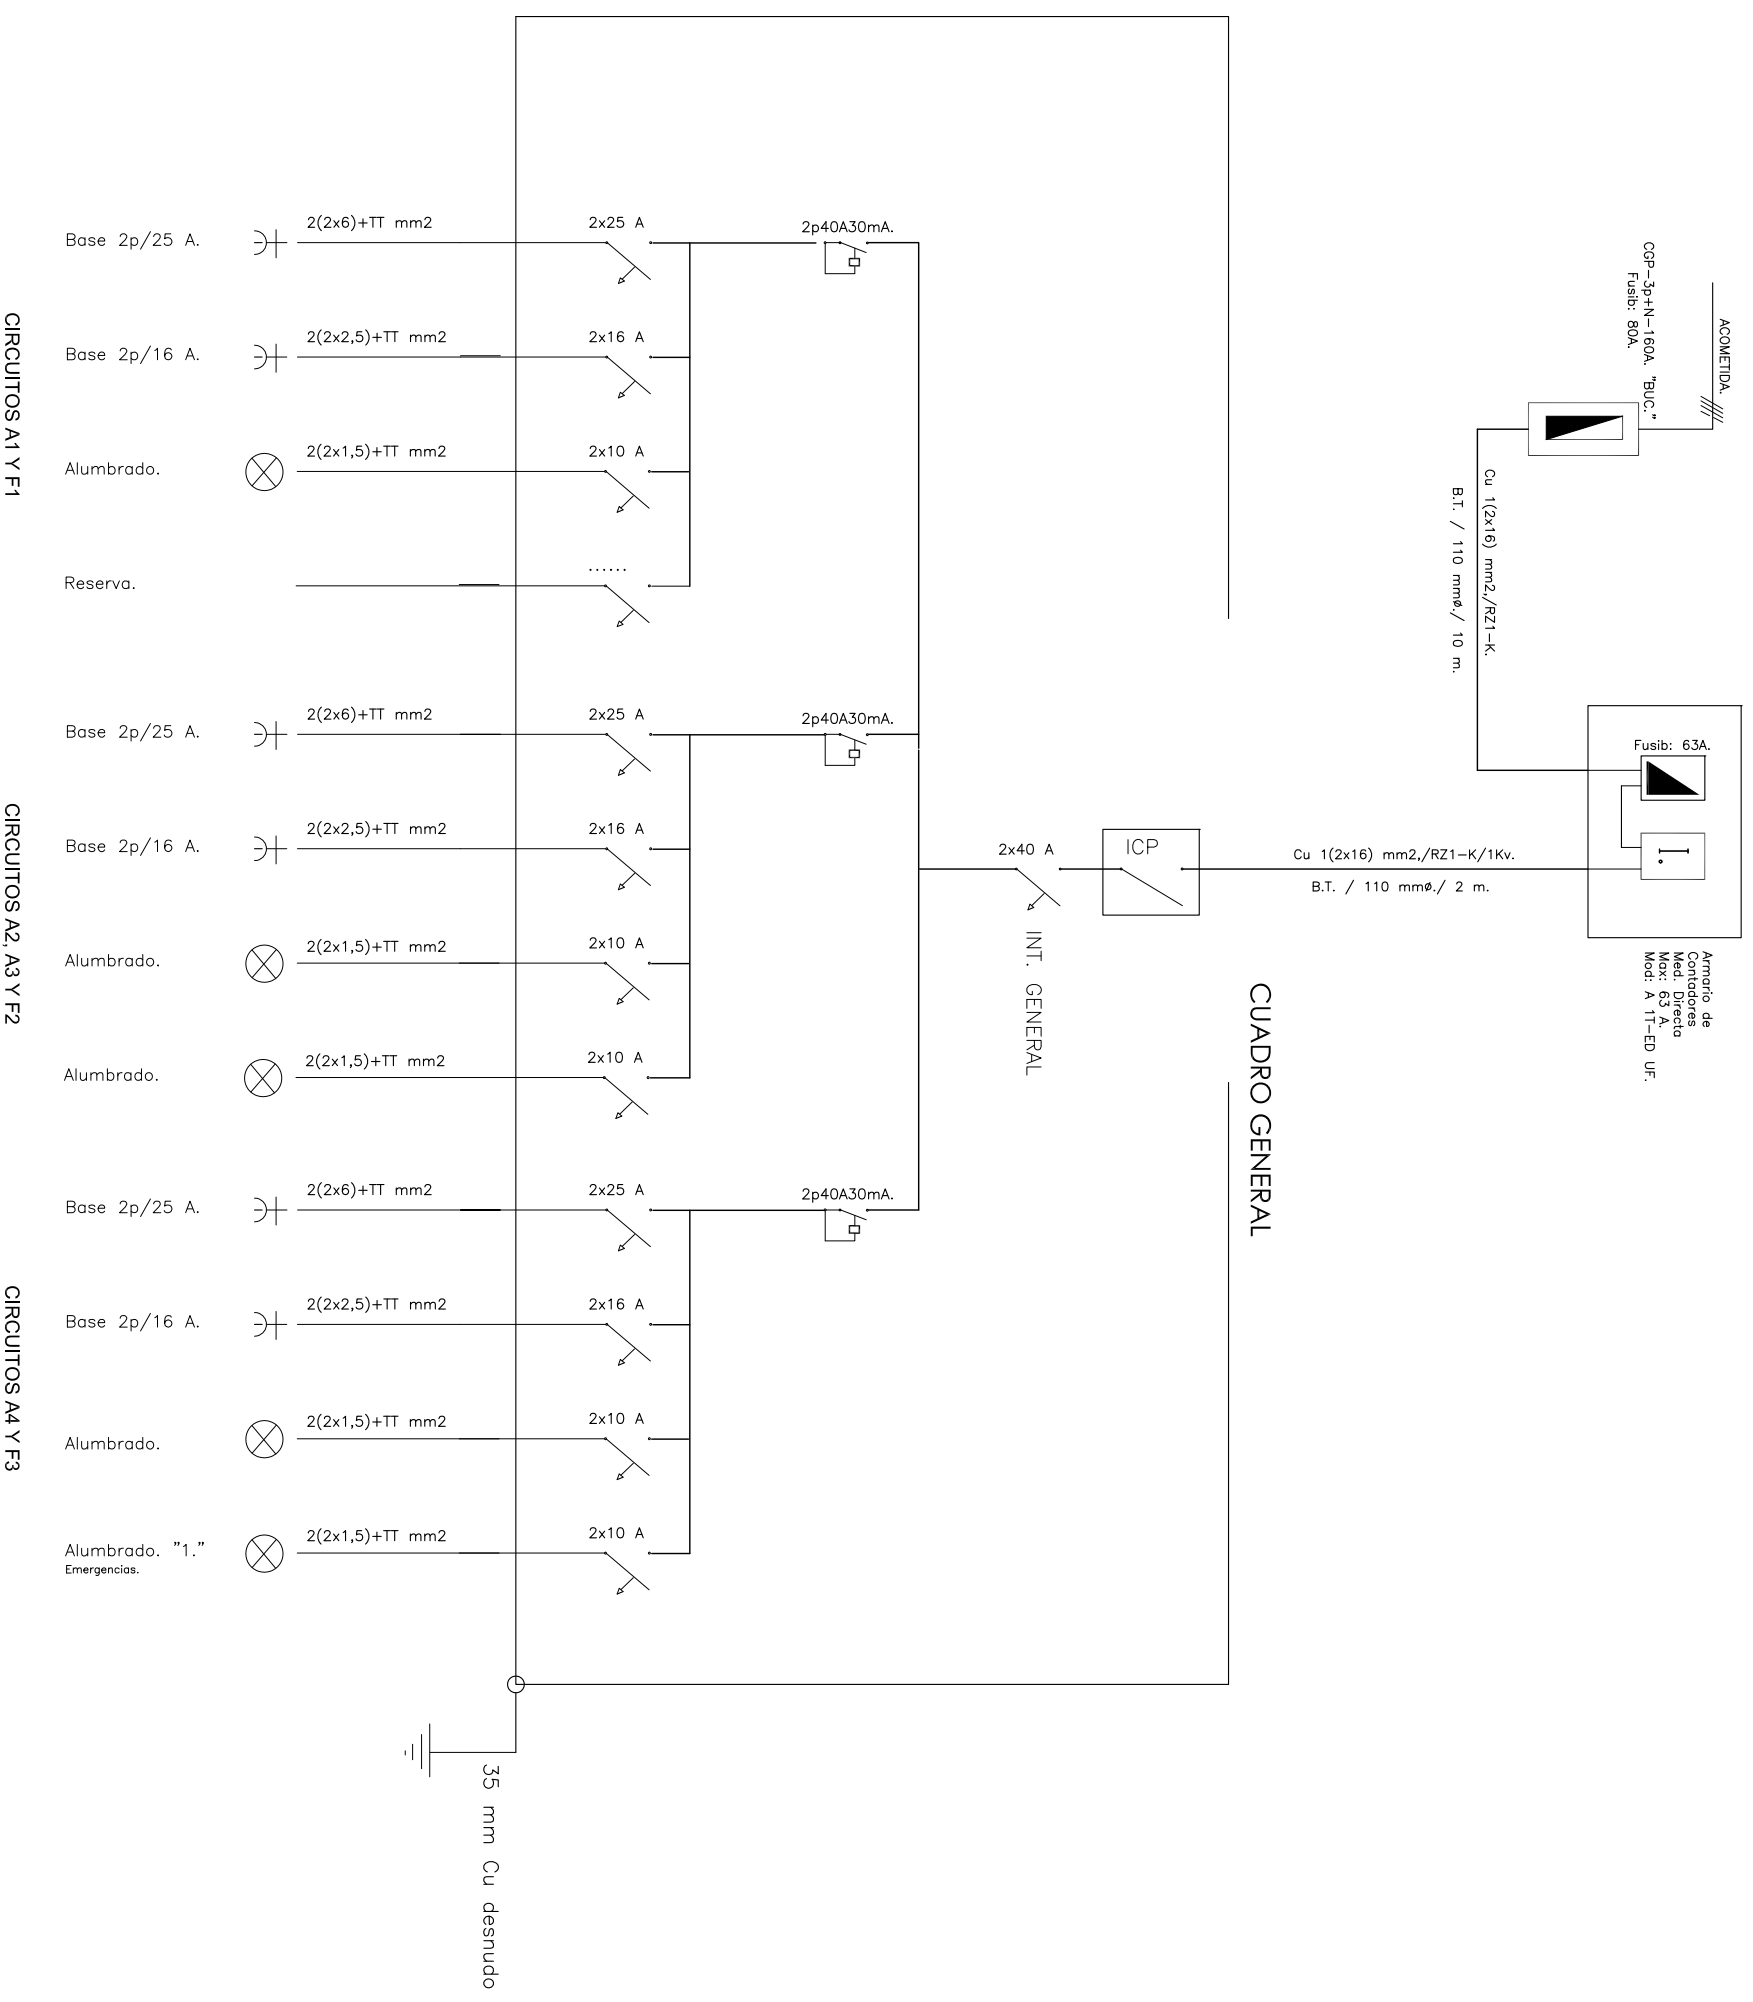 ACOMETIDA.
CGP-3p+N-160A. "BUC."
Fusib: 80A.
Cu 1(2x16) mm2,/RZ1-K.
B.T. / 110 mmø./ 10 m.
Fusib: 63A.
Armario de
Contadores
Med. Directa
Max: 63 A.
Mod: A 1T-ED UF.
Cu 1(2x16) mm2,/RZ1-K/1Kv.
B.T. / 110 mmø./ 2 m.
ICP
2x40 A
INT. GENERAL
CUADRO GENERAL
CIRCUITOS A1 Y F1
2p40A30mA.
Base 2p/25 A. 2(2x6)+TT mm2 2x25 A
Base 2p/16 A. 2(2x2,5)+TT mm2 2x16 A
Alumbrado. 2(2x1,5)+TT mm2 2x10 A
Reserva. ......
CIRCUITOS A2, A3 Y F2
2p40A30mA.
Base 2p/25 A. 2(2x6)+TT mm2 2x25 A
Base 2p/16 A. 2(2x2,5)+TT mm2 2x16 A
Alumbrado. 2(2x1,5)+TT mm2 2x10 A
Alumbrado. 2(2x1,5)+TT mm2 2x10 A
CIRCUITOS A4 Y F3
2p40A30mA.
Base 2p/25 A. 2(2x6)+TT mm2 2x25 A
Base 2p/16 A. 2(2x2,5)+TT mm2 2x16 A
Alumbrado. 2(2x1,5)+TT mm2 2x10 A
Alumbrado. "1." 2(2x1,5)+TT mm2 2x10 A
Emergencias.
35 mm Cu desnudo